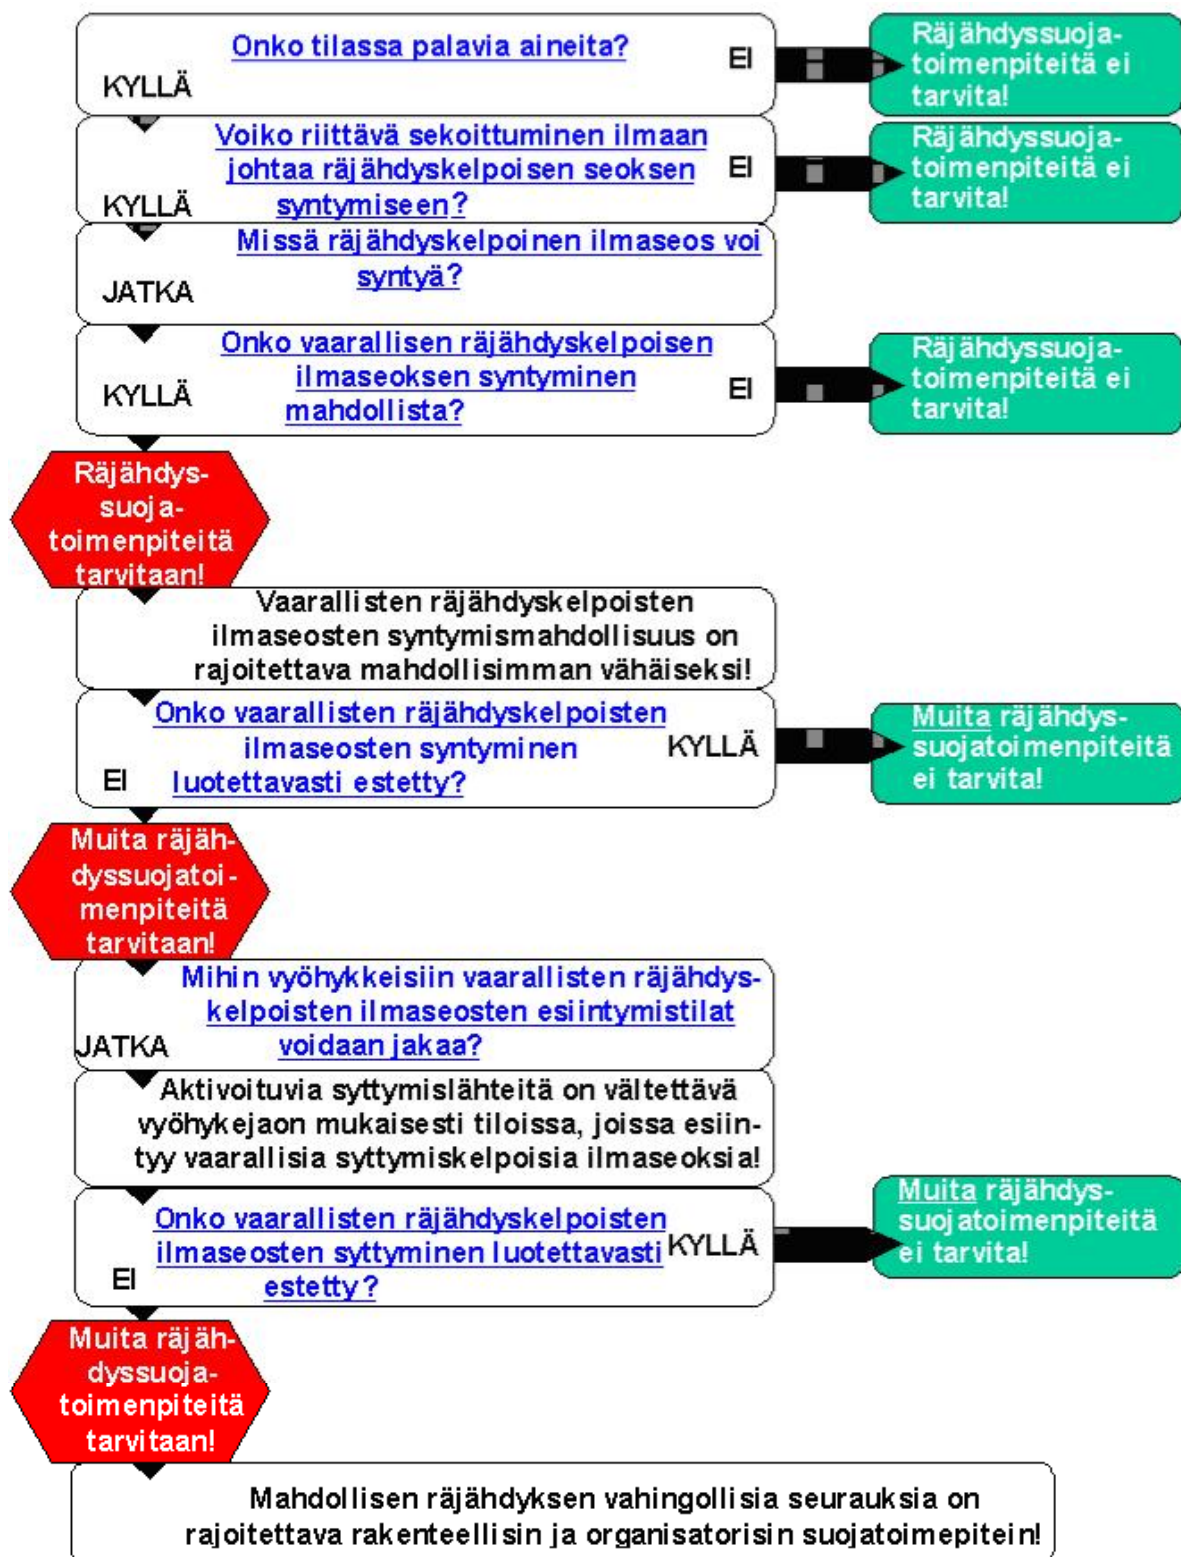 Onko tilassa palavia aineita?
EI
KYLLÄ
Räjähdyssuoja-
toimenpiteitä ei
tarvita!
Voiko riittävä sekoittuminen ilmaan
johtaa räjähdyskelpoisen seoksen
syntymiseen?
EI
KYLLÄ
Räjähdyssuoja-
toimenpiteitä ei
tarvita!
Missä räjähdyskelpoinen ilmaseos voi
syntyä?
JATKA
Onko vaarallisen räjähdyskelpoisen
ilmaseoksen syntyminen
mahdollista?
EI
KYLLÄ
Räjähdyssuoja-
toimenpiteitä ei
tarvita!
Räjähdys-
suoja-
toimenpiteitä
tarvitaan!
Vaarallisten räjähdyskelpoisten
ilmaseosten syntymismahdollisuus on
rajoitettava mahdollisimman vähäiseksi!
Onko vaarallisten räjähdyskelpoisten
ilmaseosten syntyminen
luotettavasti estetty?
KYLLÄ
EI
Muita räjähdys-
suojatoimenpiteitä
ei tarvita!
Muita räjäh-
dyssuojatoi-
menpiteitä
tarvitaan!
Mihin vyöhykkeisiin vaarallisten räjähdys-
kelpoisten ilmaseosten esiintymistilat
voidaan jakaa?
JATKA
Aktivoituvia syttymislähteitä on vältettävä
vyöhykejaon mukaisesti tiloissa, joissa esiin-
tyy vaarallisia syttymiskelpoisia ilmaseoksia!
Onko vaarallisten räjähdyskelpoisten
ilmaseosten syttyminen luotettavasti
estetty?
KYLLÄ
EI
Muita räjähdys-
suojatoimenpiteitä
ei tarvita!
Muita räjäh-
dyssuoja-
toimenpiteitä
tarvitaan!
Mahdollisen räjähdyksen vahingollisia seurauksia on
rajoitettava rakenteellisin ja organisatorisin suojatoimepitein!